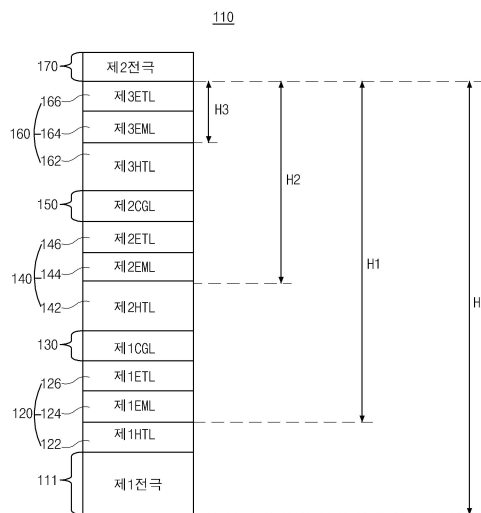 110
170 제2전극
166 제3ETL
160 164 제3EML H3
162 제3HTL
150 제2CGL H2
146 제2ETL
140 144 제2EML H1
142 제2HTL H
130 제1CGL
126 제1ETL
120 124 제1EML
122 제1HTL
111 제1전극